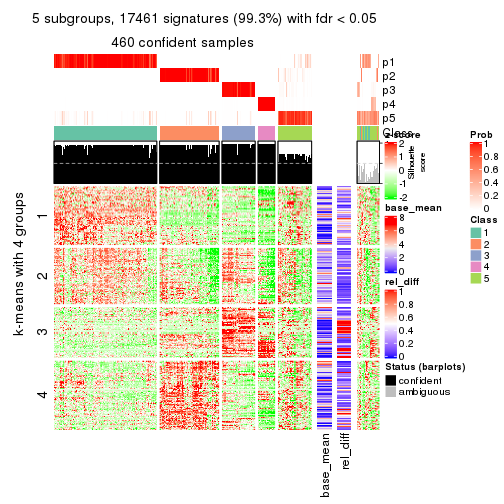 5 subgroups, 17461 signatures (99.3%) with fdr < 0.05
460 confident samples
p1
p2
p3
p4
p5
Class
Silhouette
score
k-means with 4 groups
1
2
3
4
base_mean
rel_diff
z-score
2
1
0
-1
-2
base_mean
8
6
4
2
0
rel_diff
1
0.8
0.6
0.4
0.2
0
Status (barplots)
confident
ambiguous
Prob
1
0.8
0.6
0.4
0.2
0
Class
1
2
3
4
5